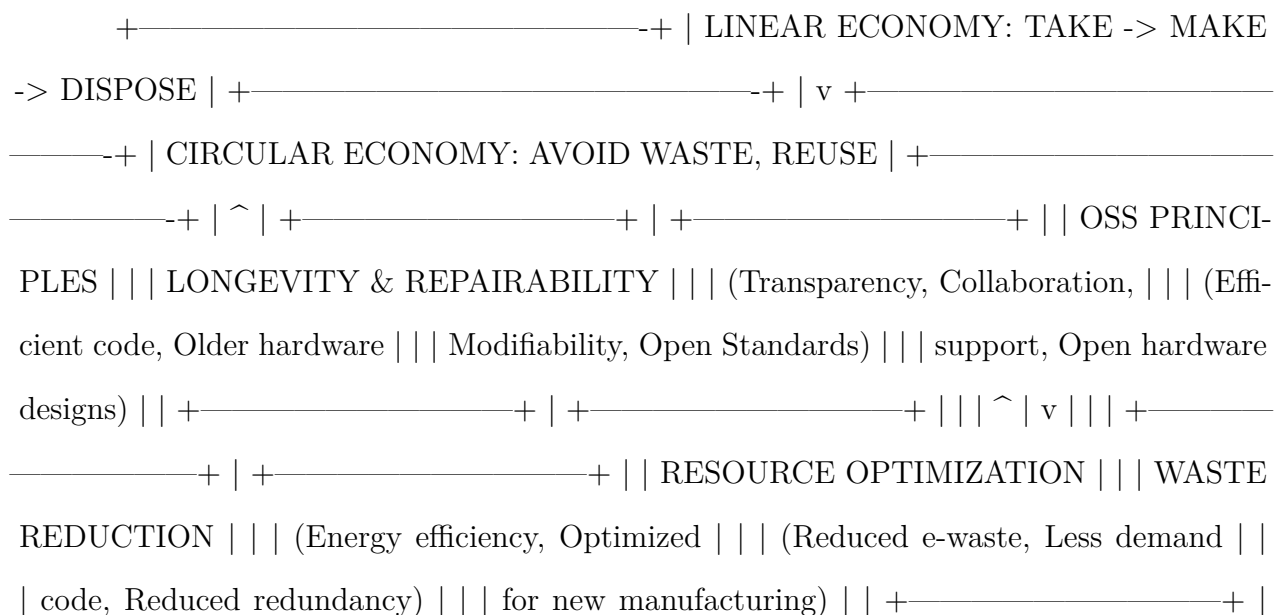 +—————————————————-+ | LINEAR ECONOMY: TAKE -> MAKE
-> DISPOSE | +—————————————————-+ | v +—————————————
———-+ | CIRCULAR ECONOMY: AVOID WASTE, REUSE | +———————————
—————-+ | ^ | +——————————+ | +——————————+ | | OSS PRINCI-
PLES | | | LONGEVITY & REPAIRABILITY | | | (Transparency, Collaboration, | | | (Effi-
cient code, Older hardware | | | Modifiability, Open Standards) | | | support, Open hardware
designs) | | +——————————+ | +——————————+ | | | ^ | v | | | +————
——————+ | +——————————+ | | RESOURCE OPTIMIZATION | | | WASTE
REDUCTION | | | (Energy efficiency, Optimized | | | (Reduced e-waste, Less demand | |
| code, Reduced redundancy) | | | for new manufacturing) | | +——————————+ |